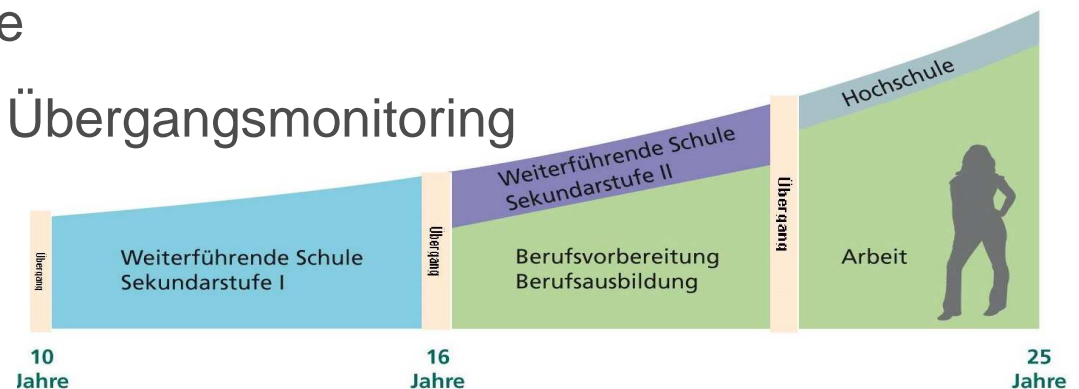 e
Übergangsmonitoring
Hochschule
Weiterführende Schule
Sekundarstufe II
Übergang
Übergang
Übergang
Weiterführende Schule
Sekundarstufe I
Berufsvorbereitung
Berufsausbildung
Arbeit
10
Jahre
16
Jahre
25
Jahre